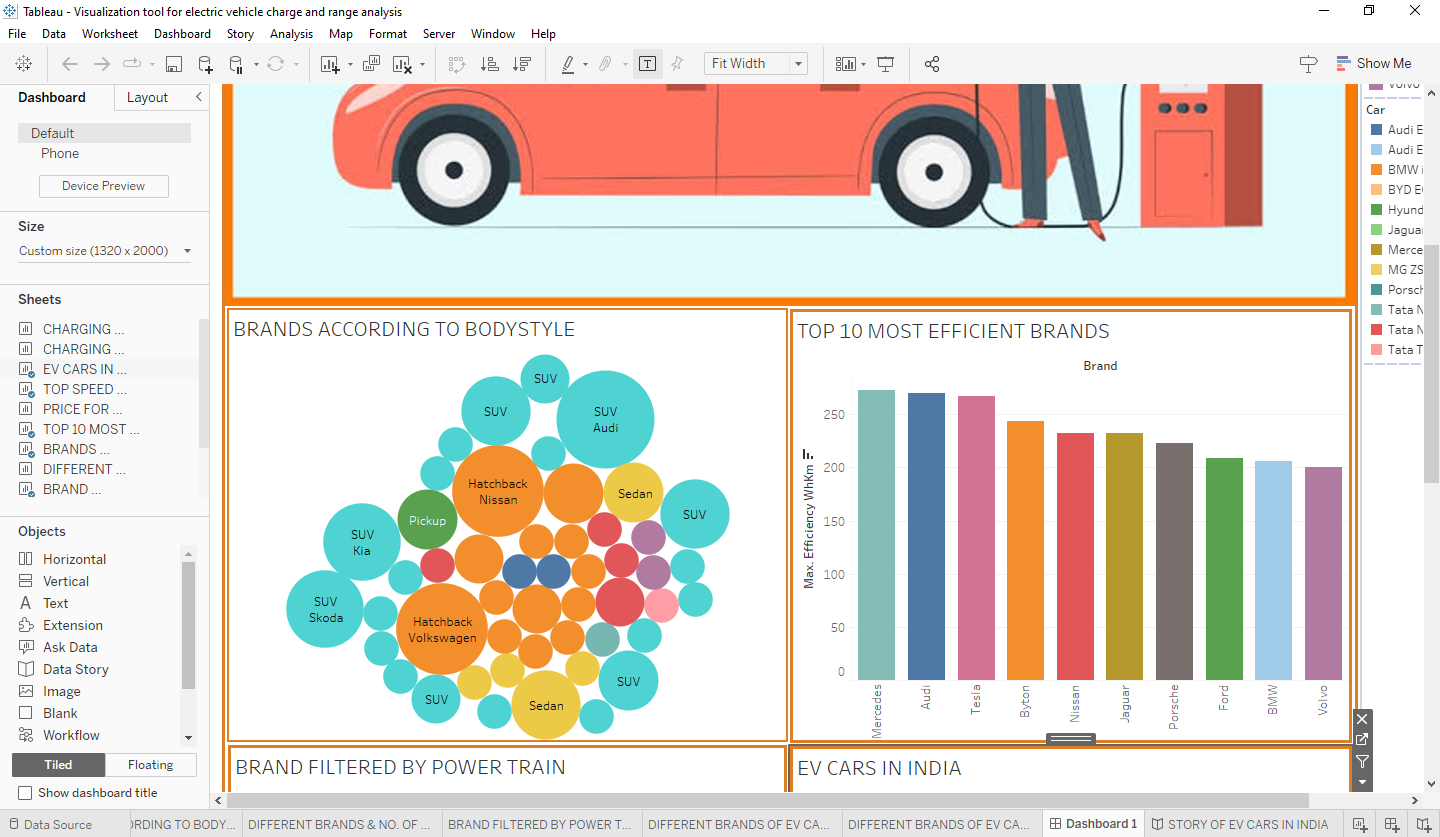 Tableau - Visualization tool for electric vehicle charge and range analysis
File Data Worksheet Dashboard Story Analysis Map Format Server Window Help
Fit Width
Show Me
Dashboard Layout
Default
Phone
Device Preview
Size
Custom size (1320 x 2000)
Sheets
CHARGING ...
CHARGING ...
EV CARS IN ...
TOP SPEED ...
PRICE FOR ...
TOP 10 MOST ...
BRANDS ...
DIFFERENT ...
BRAND ...
Objects
Horizontal
Vertical
Text
Extension
Ask Data
Data Story
Image
Blank
Workflow
Tiled Floating
Show dashboard title
BRANDS ACCORDING TO BODYSTYLE
SUV
SUV
SUV
Audi
Hatchback
Nissan
Sedan
Pickup
SUV
SUV
Kia
SUV
Skoda
Hatchback
Volkswagen
SUV
SUV
Sedan
TOP 10 MOST EFFICIENT BRANDS
Brand
Max. Efficiency WhKm
250
200
150
100
50
0
Mercedes
Audi
Tesla
Byton
Nissan
Jaguar
Porsche
Ford
BMW
Volvo
BRAND FILTERED BY POWER TRAIN
EV CARS IN INDIA
Volvo
Car
Audi E
Audi E
BMW i
BYD E
Hyund
Jaguar
Merce
MG ZS
Porsch
Tata N
Tata N
Tata T
Data Source
RDING TO BODY...
DIFFERENT BRANDS & NO. OF ...
BRAND FILTERED BY POWER T...
DIFFERENT BRANDS OF EV CA...
DIFFERENT BRANDS OF EV CA...
Dashboard 1
STORY OF EV CARS IN INDIA